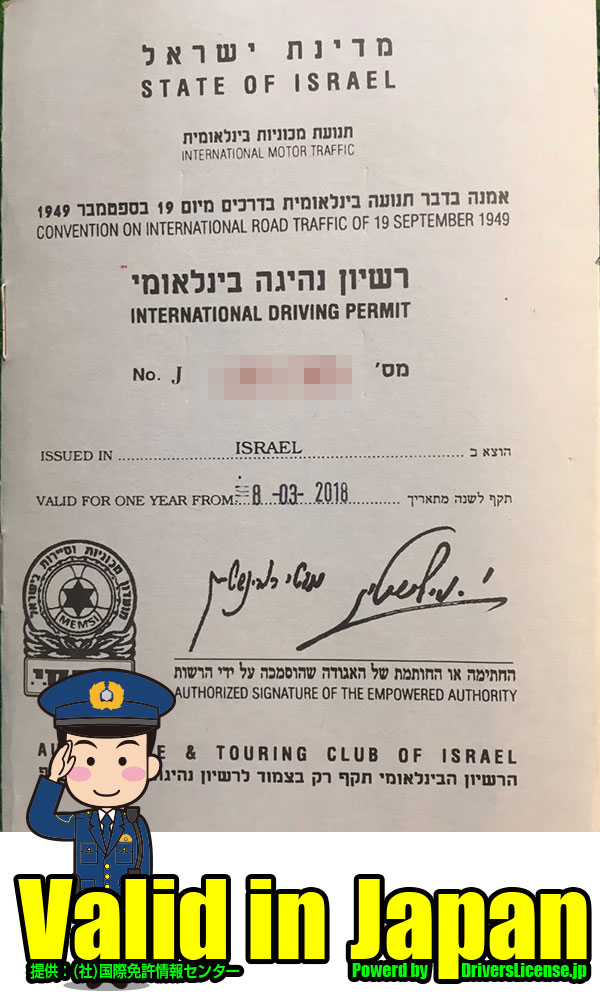 מדינת ישראל
STATE OF ISRAEL
תנועת מכוניות בינלאומית
INTERNATIONAL MOTOR TRAFFIC
אמנה בדבר תנועה בינלאומית בדרכים מיום 19 בספטמבר 1949
CONVENTION ON INTERNATIONAL ROAD TRAFFIC OF 19 SEPTEMBER 1949
רשיון נהיגה בינלאומי
INTERNATIONAL DRIVING PERMIT
No. J מס'
ISSUED IN ISRAEL הוצא ב
VALID FOR ONE YEAR FROM: 8 -03- 2018 תקף לשנה מתאריך
מועדון מכוניות וסיירות בישראל
MEMSI
החתימה או החותמת של האגודה שהוסמכה על ידי הרשות
AUTHORIZED SIGNATURE OF THE EMPOWERED AUTHORITY
& TOURING CLUB OF ISRAEL
הרשיון הבינלאומי תקף רק בצמוד לרשיון
Valid in Japan
提供：(社)国際免許情報センター
Powerd by DriversLicense.jp